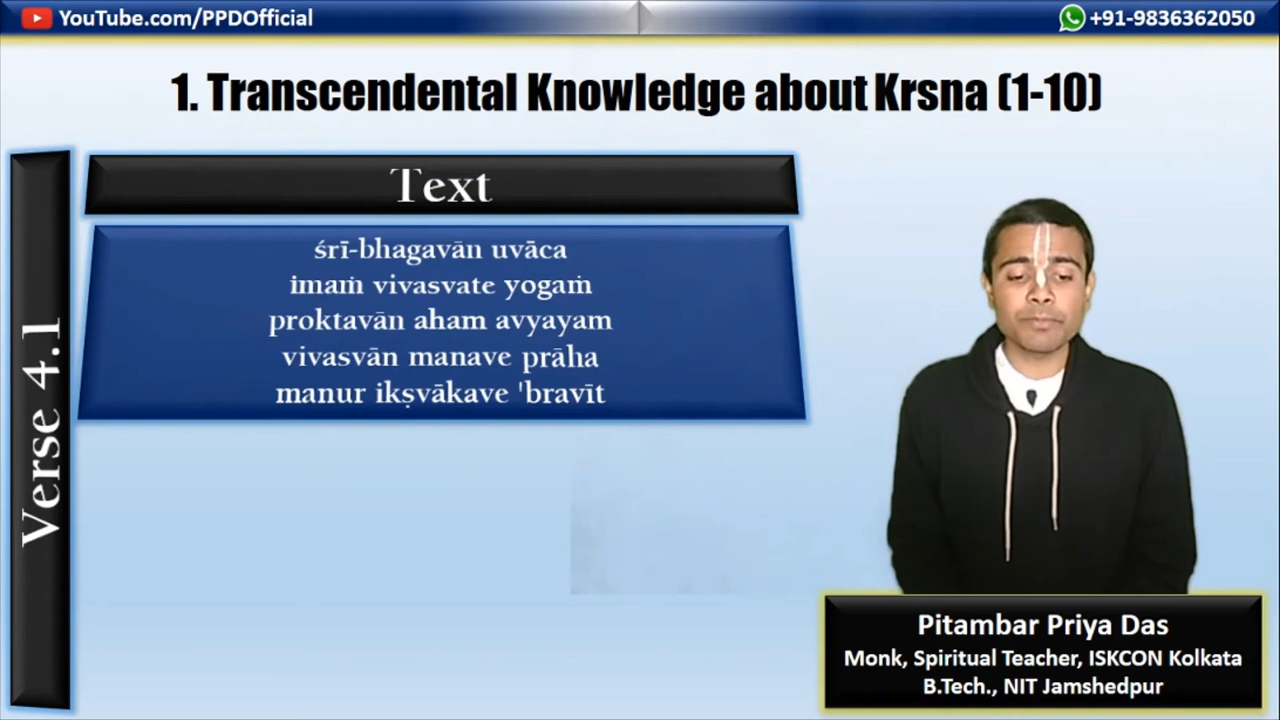 YouTube.com/PPDOfficial
+91-9836362050
1. Transcendental Knowledge about Krsna (1-10)
Verse 4.1
Text
śrī-bhagavān uvāca
imaṁ vivasvate yogaṁ
proktavān aham avyayam
vivasvān manave prāha
manur ikṣvākave 'bravīt
Pitambar Priya Das
Monk, Spiritual Teacher, ISKCON Kolkata
B.Tech., NIT Jamshedpur